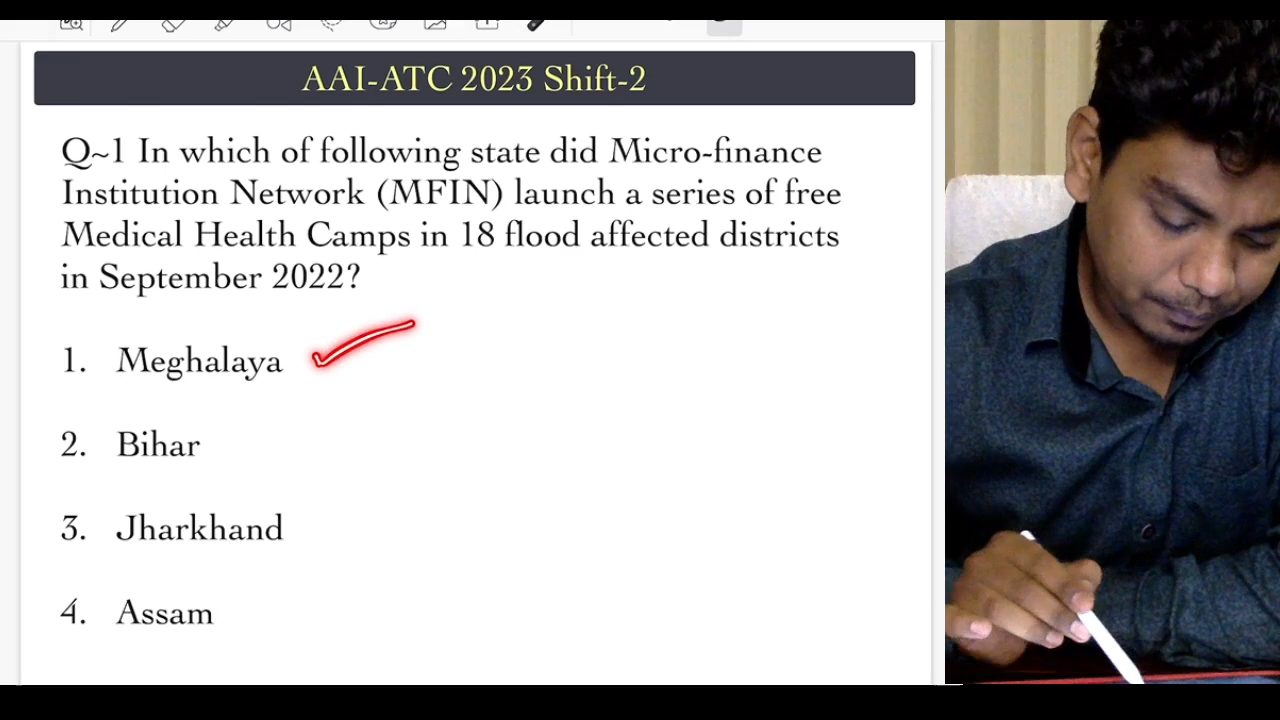 AAI-ATC 2023 Shift-2
Q~1 In which of following state did Micro-finance
Institution Network (MFIN) launch a series of free
Medical Health Camps in 18 flood affected districts
in September 2022?
1. Meghalaya
2. Bihar
3. Jharkhand
4. Assam